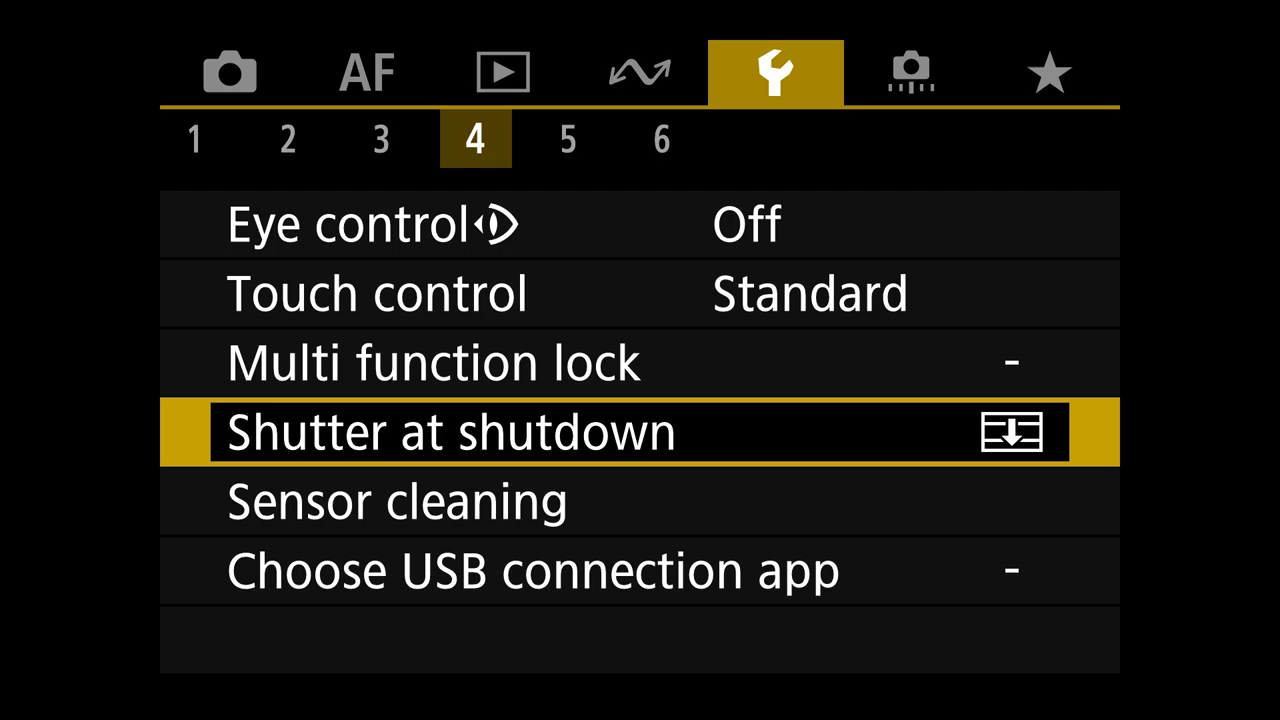 AF
1 2 3 4 5 6
Eye control Off
Touch control Standard
Multi function lock -
Shutter at shutdown
Sensor cleaning
Choose USB connection app -